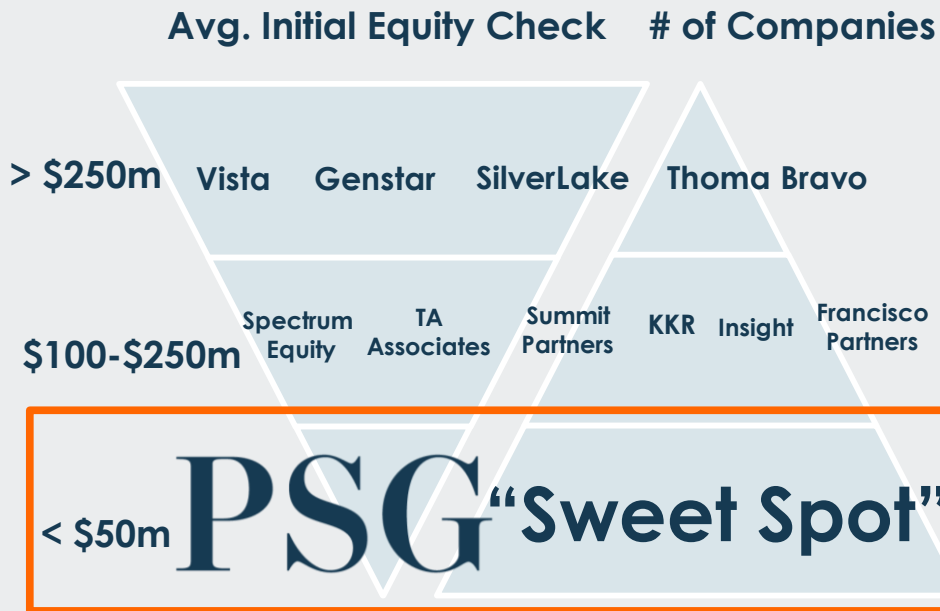 Avg. Initial Equity Check # of Companies
> $250m Vista Genstar SilverLake Thoma Bravo
$100-$250m
Spectrum
Equity
TA
Associates
Summit
Partners
KKR
Insight
Francisco
Partners
< $50m
PSG
“Sweet Spot”